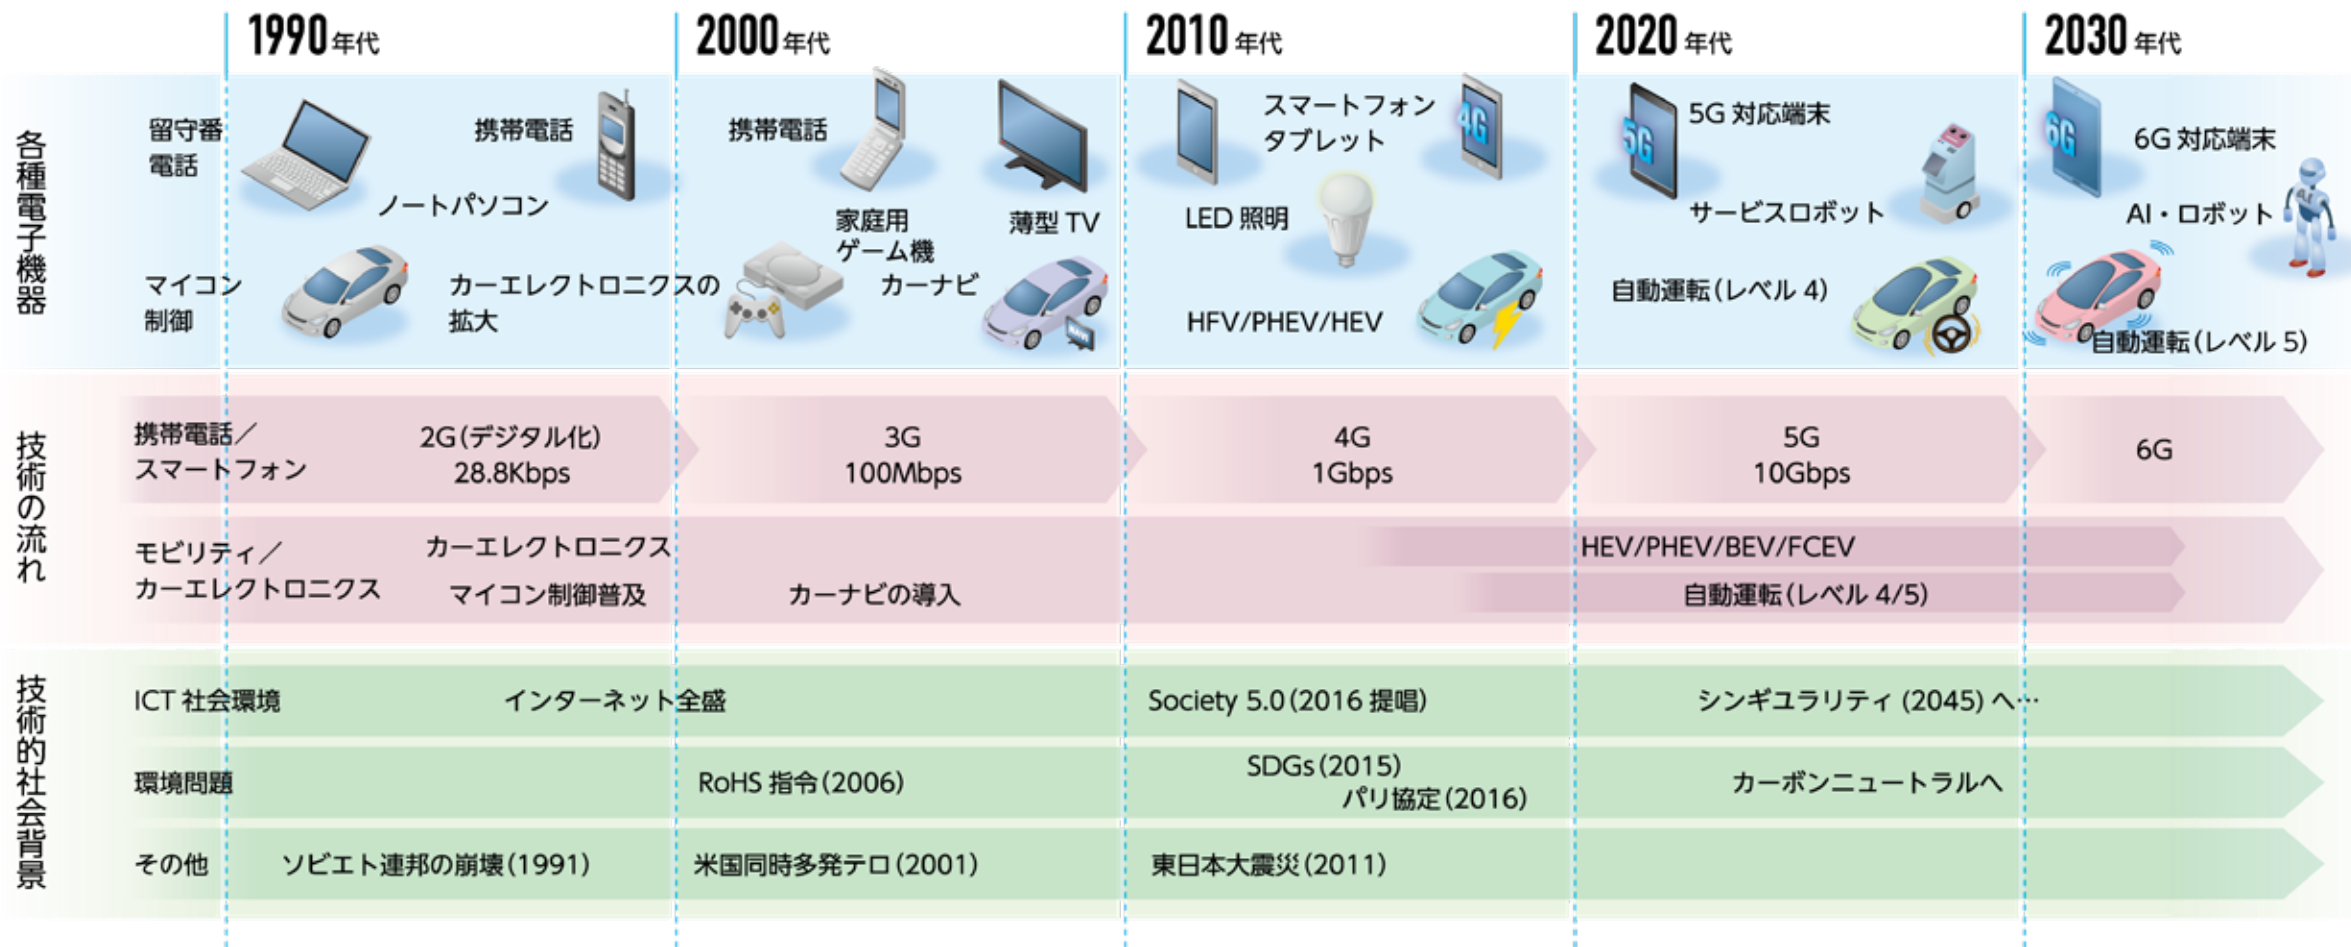 1990年代
2000年代
2010年代
2020年代
2030年代
各種電子機器
留守番
電話
ノートパソコン
携帯電話
マイコン
制御
カーエレクトロニクスの
拡大
携帯電話
家庭用
ゲーム機
薄型 TV
カーナビ
スマートフォン
タブレット
4G
LED 照明
HFV/PHEV/HEV
5G
5G 対応端末
サービスロボット
自動運転(レベル 4)
6G
6G 対応端末
AI・ロボット
AI
自動運転(レベル 5)
技術の流れ
携帯電話／
スマートフォン
2G(デジタル化)
28.8Kbps
3G
100Mbps
4G
1Gbps
5G
10Gbps
6G
モビリティ／
カーエレクトロニクス
カーエレクトロニクス
マイコン制御普及
カーナビの導入
HEV/PHEV/BEV/FCEV
自動運転(レベル 4/5)
技術的社会背景
ICT 社会環境
インターネット全盛
Society 5.0(2016 提唱)
シンギュラリティ (2045) へ…
環境問題
RoHS 指令(2006)
SDGs(2015)
パリ協定(2016)
カーボンニュートラルへ
その他
ソビエト連邦の崩壊(1991)
米国同時多発テロ(2001)
東日本大震災(2011)